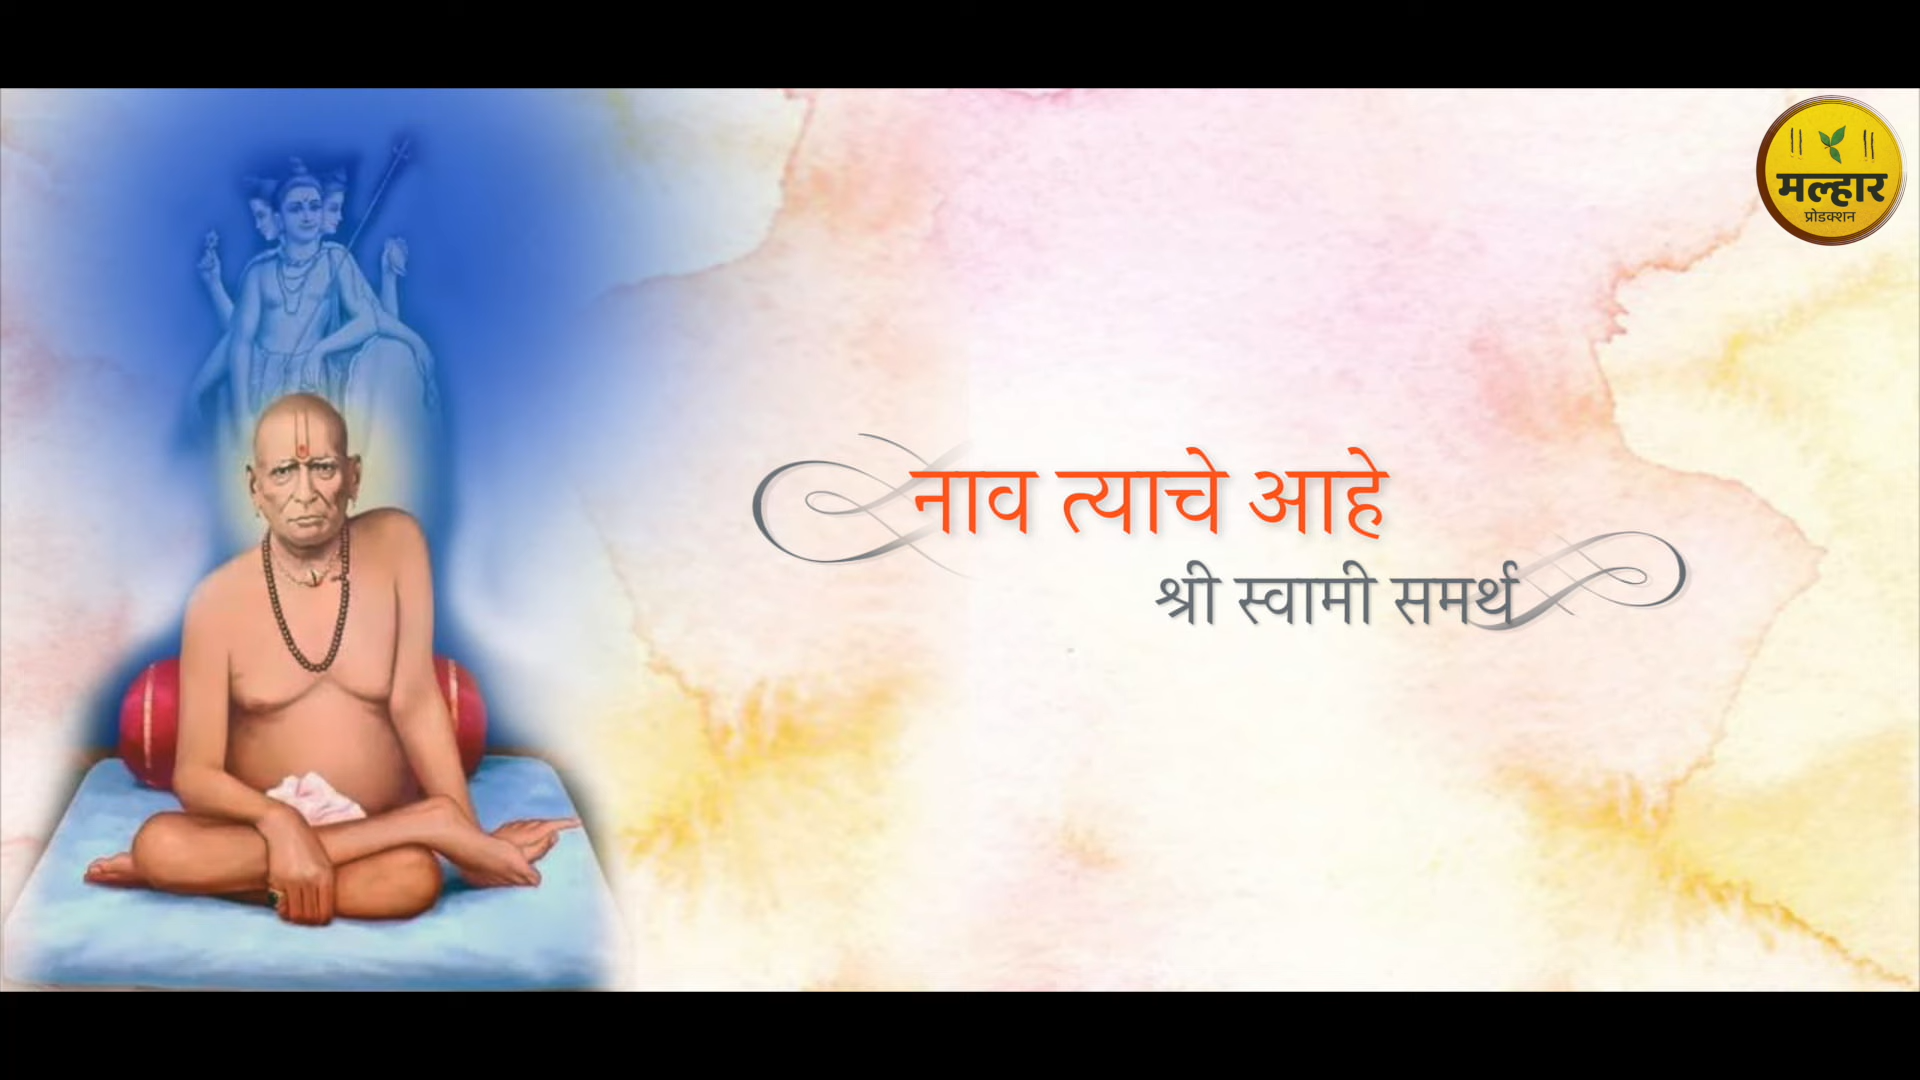 || ||
मल्हार
प्रोडक्शन
नाव त्याचे आहे
श्री स्वामी समर्थ